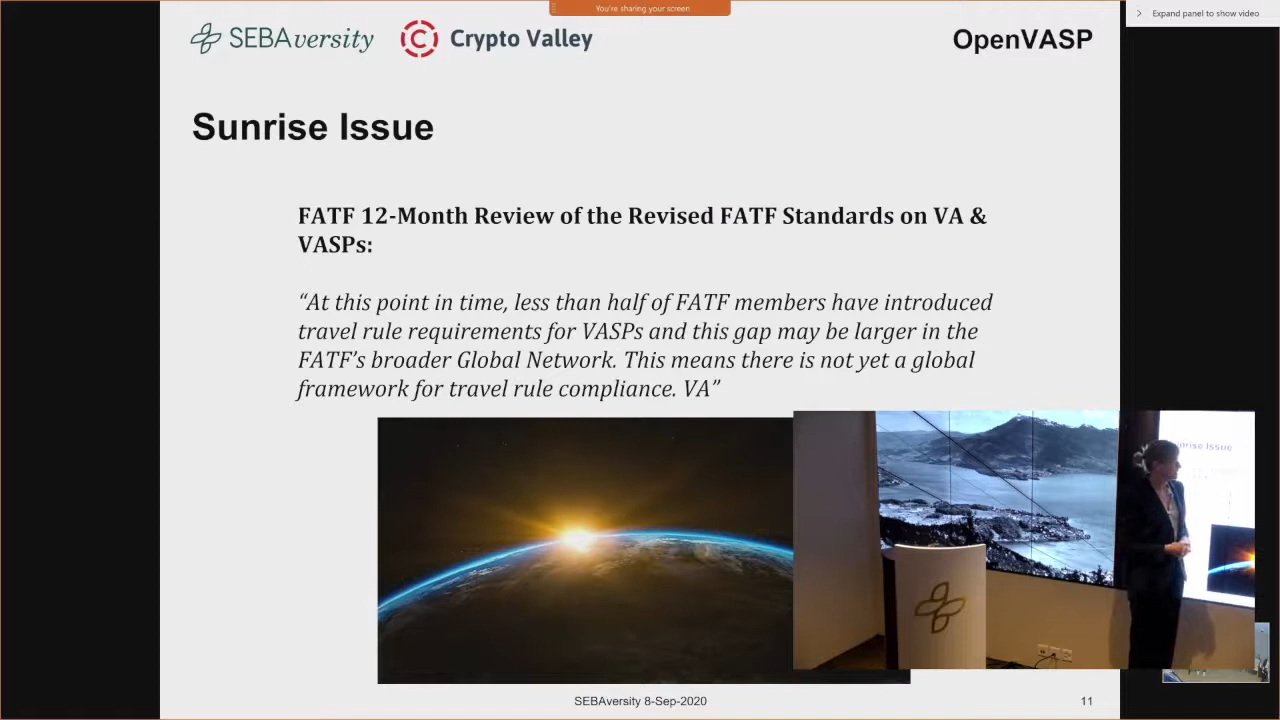 You're sharing your screen
Expand panel to show video
SEBAversity Crypto Valley OpenVASP
Sunrise Issue
FATF 12-Month Review of the Revised FATF Standards on VA &
VASPs:
“At this point in time, less than half of FATF members have introduced
travel rule requirements for VASPs and this gap may be larger in the
FATF’s broader Global Network. This means there is not yet a global
framework for travel rule compliance. VA”
Issue
SEBAversity 8-Sep-2020
11